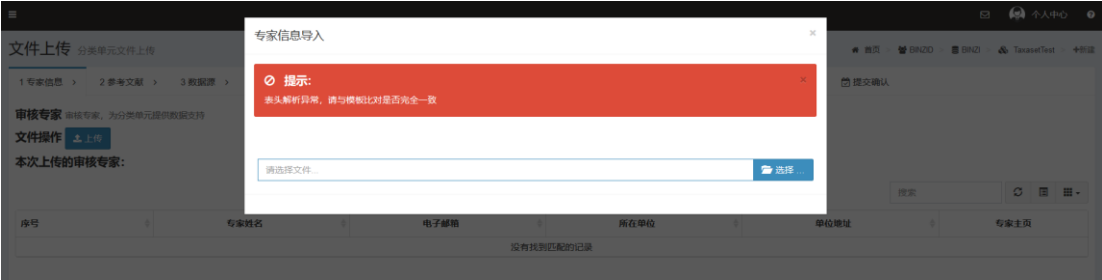 个人中心
专家信息导入
×
文件上传 分类单元文件上传
首页 BINZID BINZI TaxasetTest +新建
1 专家信息 > 2 参考文献 > 3 数据源 >
提示:
×
提交确认
表头解析异常，请与模板比对是否完全一致
审核专家 审核专家，为分类单元提供数据支持
文件操作 上传
本次上传的审核专家：
请选择文件...
选择 ...
搜索
序号 专家姓名 电子邮箱 所在单位 单位地址 专家主页
没有找到匹配的记录